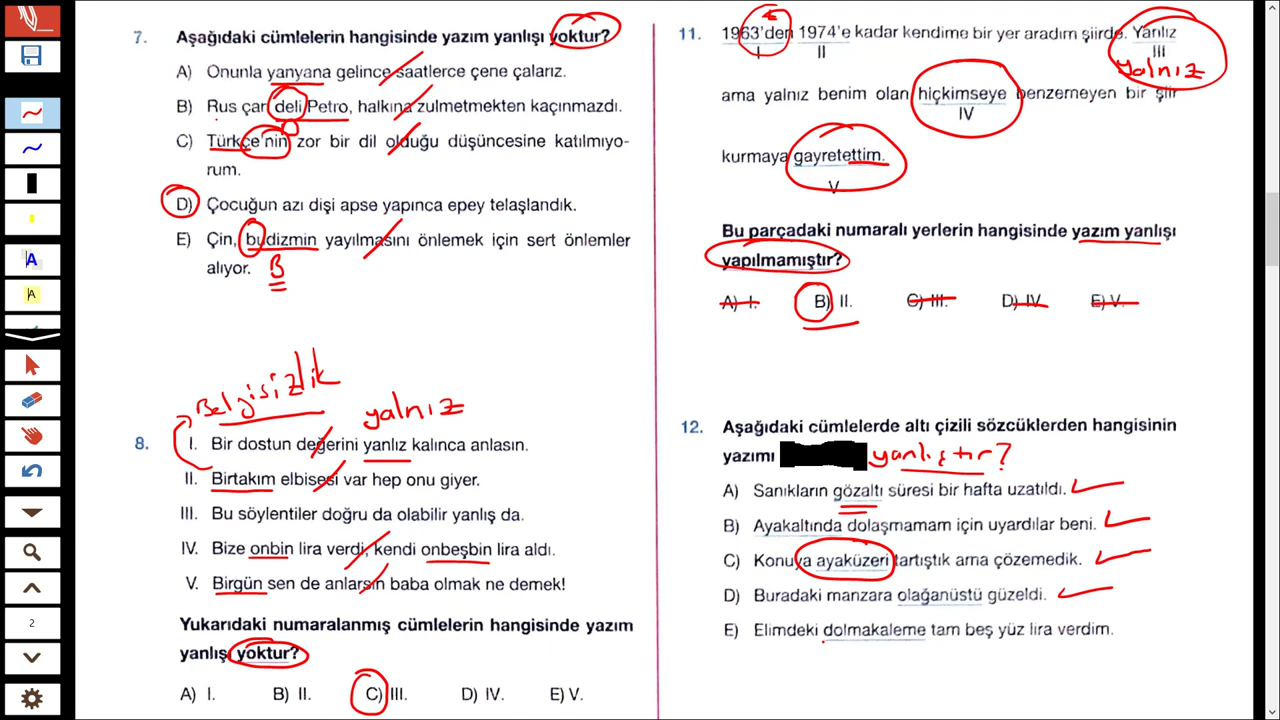 7. Aşağıdaki cümlelerin hangisinde yazım yanlışı yoktur?
A) Onunla yanyana gelince saatlerce çene çalarız.
B) Rus çarı deli Petro, halkına zulmetmekten kaçınmazdı.
C) Türkçe'nin zor bir dil olduğu düşüncesine katılmıyo-
rum.
D) Çocuğun azı dişi apse yapınca epey telaşlandık.
E) Çin, budizmin yayılmasını önlemek için sert önlemler
alıyor.
B
Belgisizlik
yalnız
8. I. Bir dostun değerini yanlız kalınca anlasın.
II. Birtakım elbisesi var hep onu giyer.
III. Bu söylentiler doğru da olabilir yanlış da.
IV. Bize onbin lira verdi, kendi onbeşbin lira aldı.
V. Birgün sen de anlarsın baba olmak ne demek!
Yukarıdaki numaralanmış cümlelerin hangisinde yazım
yanlış yoktur?
A) I. B) II. C) III. D) IV. E) V.
11. 1963'den 1974'e kadar kendime bir yer aradım şiirde. Yanlız
I II III
yalnız
ama yalnız benim olan hiçkimseye benzemeyen bir şiir
IV
kurmaya gayretettim.
V
Bu parçadaki numaralı yerlerin hangisinde yazım yanlışı
yapılmamıştır?
A) I. B) II. C) III. D) IV. E) V.
12. Aşağıdaki cümlelerde altı çizili sözcüklerden hangisinin
yazımı yanlıştır?
A) Sanıkların gözaltı süresi bir hafta uzatıldı.
B) Ayakaltında dolaşmamam için uyardılar beni.
C) Konuya ayaküzeri tartıştık ama çözemedik.
D) Buradaki manzara olağanüstü güzeldi.
E) Elimdeki dolmakaleme tam beş yüz lira verdim.
A
A
2